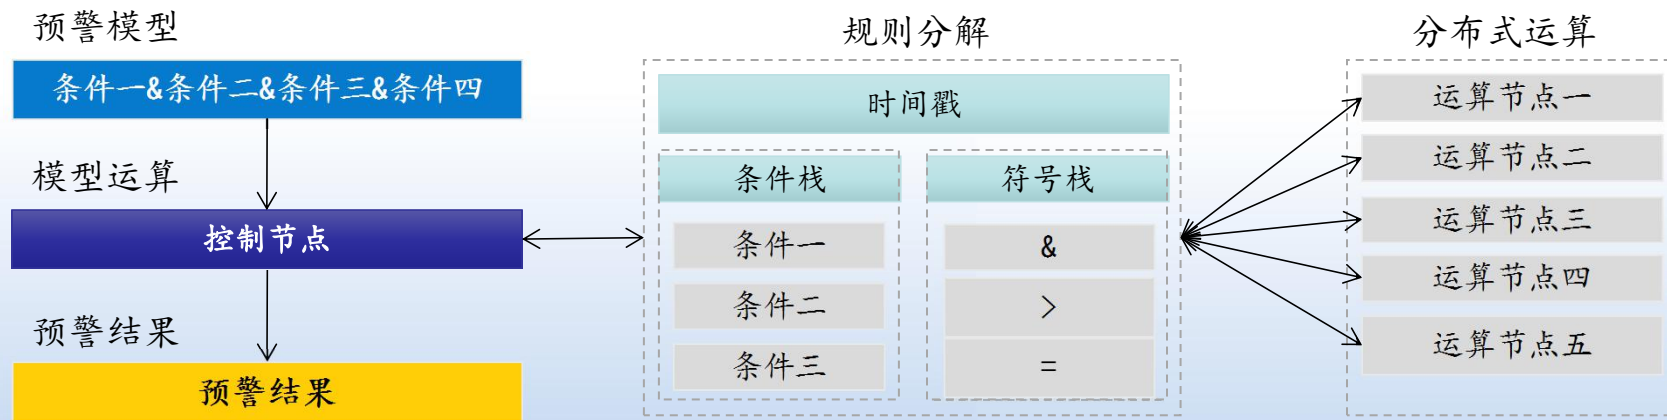 预警模型
条件一&条件二&条件三&条件四
模型运算
控制节点
预警结果
预警结果
规则分解
时间戳
条件栈
条件一
条件二
条件三
符号栈
&
>
=
分布式运算
运算节点一
运算节点二
运算节点三
运算节点四
运算节点五